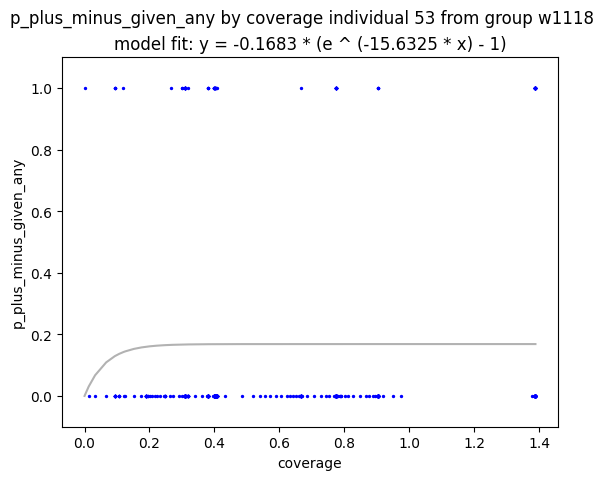 p_plus_minus_given_any by coverage individual 53 from group w1118
model fit: y = -0.1683 * (e ^ (-15.6325 * x) - 1)
1.0
0.8
0.6
0.4
0.2
0.0
p_plus_minus_given_any
0.0 0.2 0.4 0.6 0.8 1.0 1.2 1.4
coverage